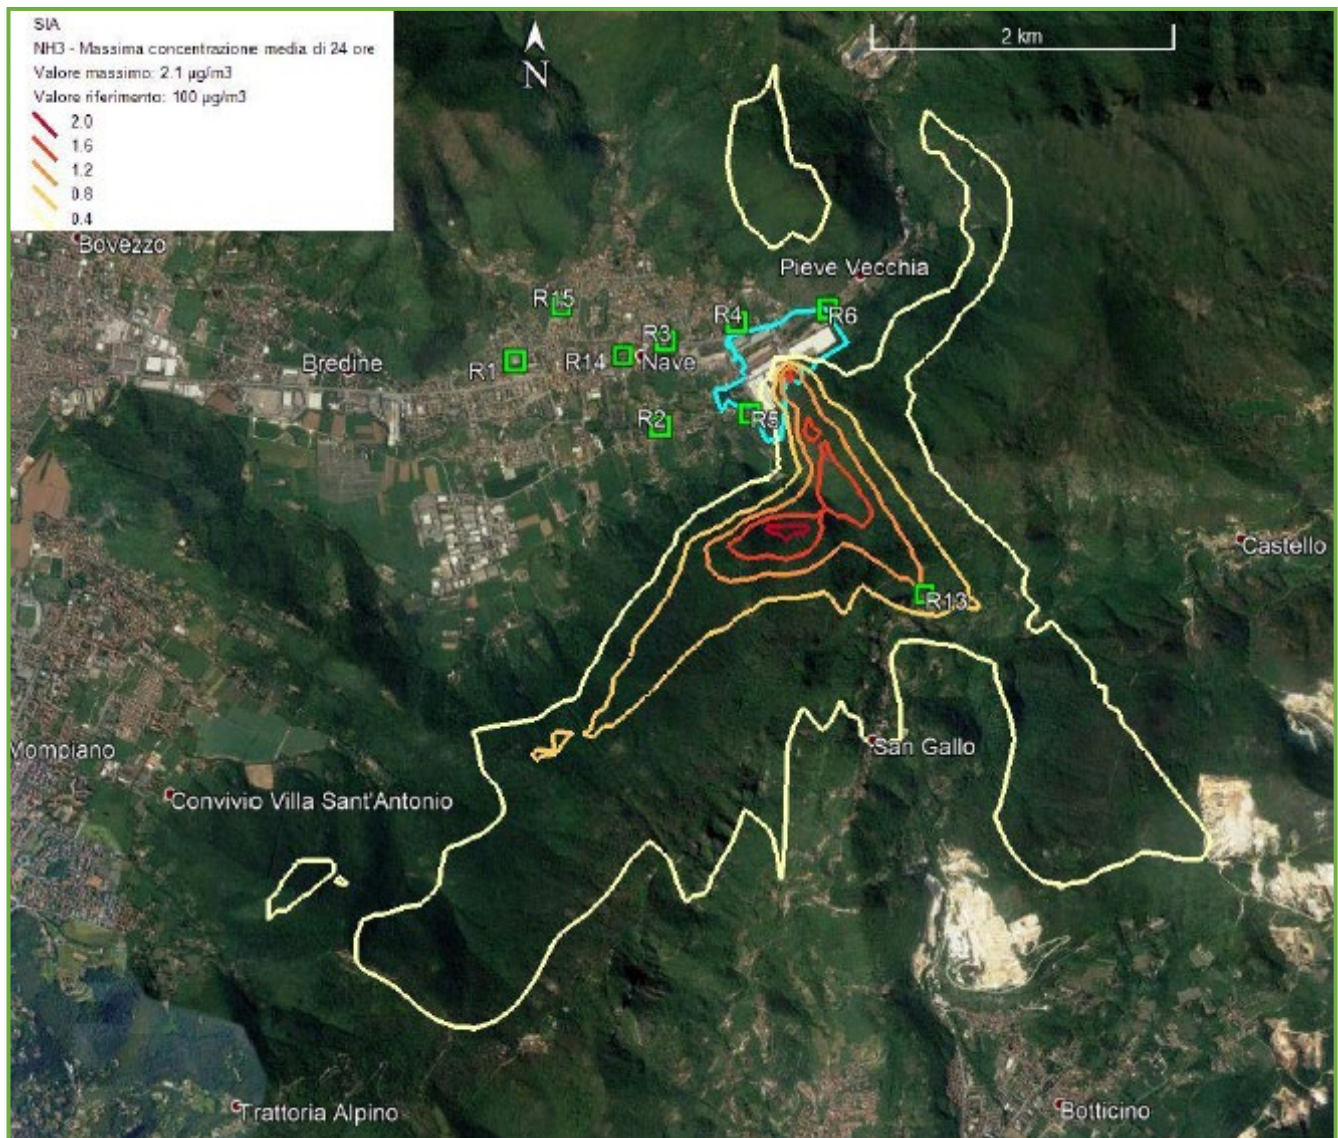 SIA
NH3 - Massima concentrazione media di 24 ore
Valore massimo: 2.1 µg/m3
Valore riferimento: 100 µg/m3
2.0
1.6
1.2
0.8
0.4
2 km
N
Bovezzo
Pieve Vecchia
R15
R4
R6
R3
Bredine
R1
R14
Nave
R2
R5
Castello
R13
Mompiano
San Gallo
Convivio Villa Sant'Antonio
Trattoria Alpino
Botticino